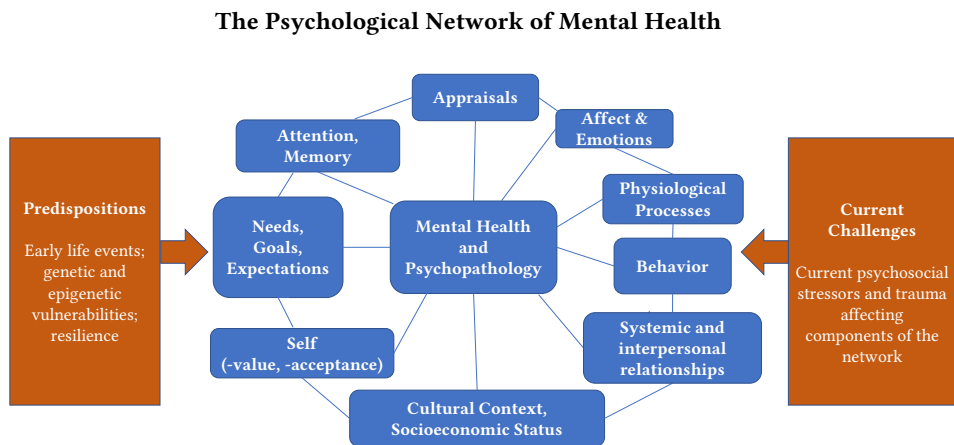 The Psychological Network of Mental Health
Appraisals
Affect &
Emotions
Attention,
Memory
Physiological
Processes
Predispositions
Early life events;
genetic and
epigenetic
vulnerabilities;
resilience
Needs,
Goals,
Expectations
Mental Health
and
Psychopathology
Behavior
Current
Challenges
Current psychosocial
stressors and trauma
affecting
components of the
network
Self
(-value, -acceptance)
Systemic and
interpersonal
relationships
Cultural Context,
Socioeconomic Status